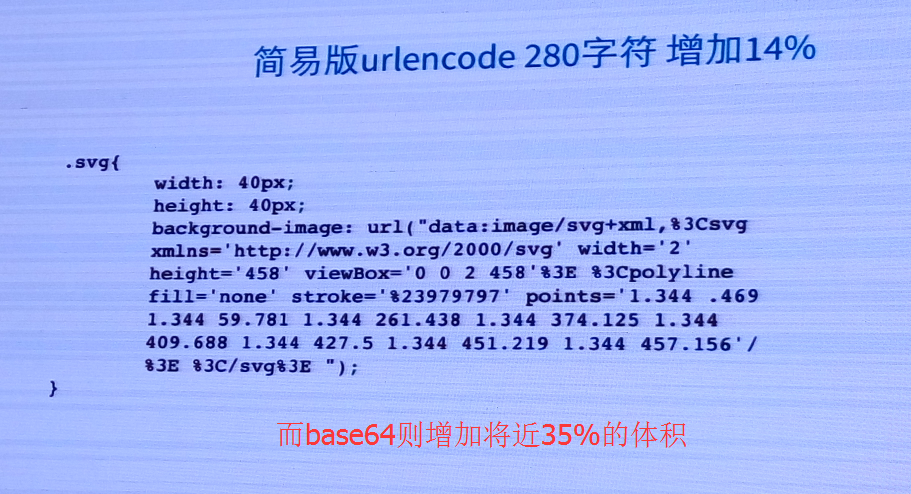 简易版urlencode 280字符 增加14%
.svg{
width: 40px;
height: 40px;
background-image: url("data:image/svg+xml,%3Csvg
xmlns='http://www.w3.org/2000/svg' width='2'
height='458' viewBox='0 0 2 458'%3E %3Cpolyline
fill='none' stroke='%23979797' points='1.344 .469
1.344 59.781 1.344 261.438 1.344 374.125 1.344
409.688 1.344 427.5 1.344 451.219 1.344 457.156'/
%3E %3C/svg%3E ");
}
而base64则增加将近35%的体积